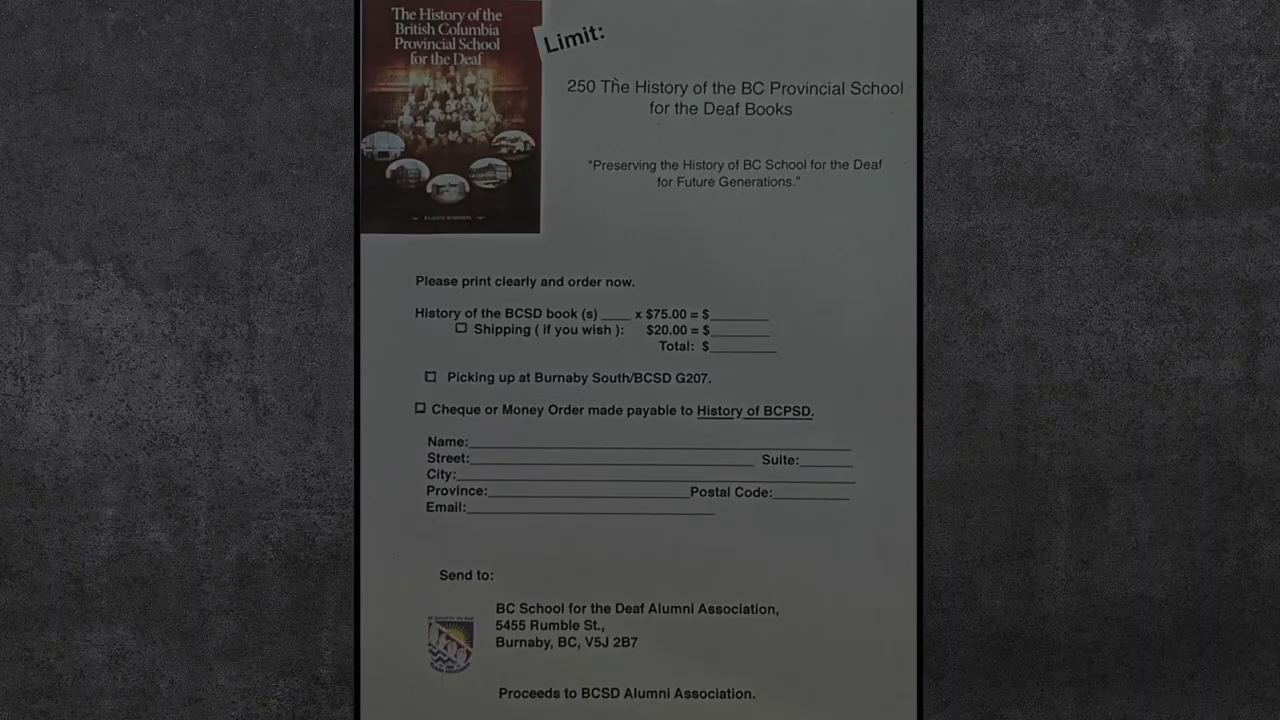 The History of the
British Columbia
Provincial School
for the Deaf
Limit:
250 The History of the BC Provincial School
for the Deaf Books
"Preserving the History of BC School for the Deaf
for Future Generations."
Please print clearly and order now.
History of the BCSD book (s) ____ x $75.00 = $________
Shipping ( if you wish ): $20.00 = $________
Total: $_________
Picking up at Burnaby South/BCSD G207.
Cheque or Money Order made payable to History of BCPSD.
Name:
Street: Suite:
City:
Province: Postal Code:
Email:
Send to:
BC School for the Deaf Alumni Association,
5455 Rumble St.,
Burnaby, BC, V5J 2B7
Proceeds to BCSD Alumni Association.